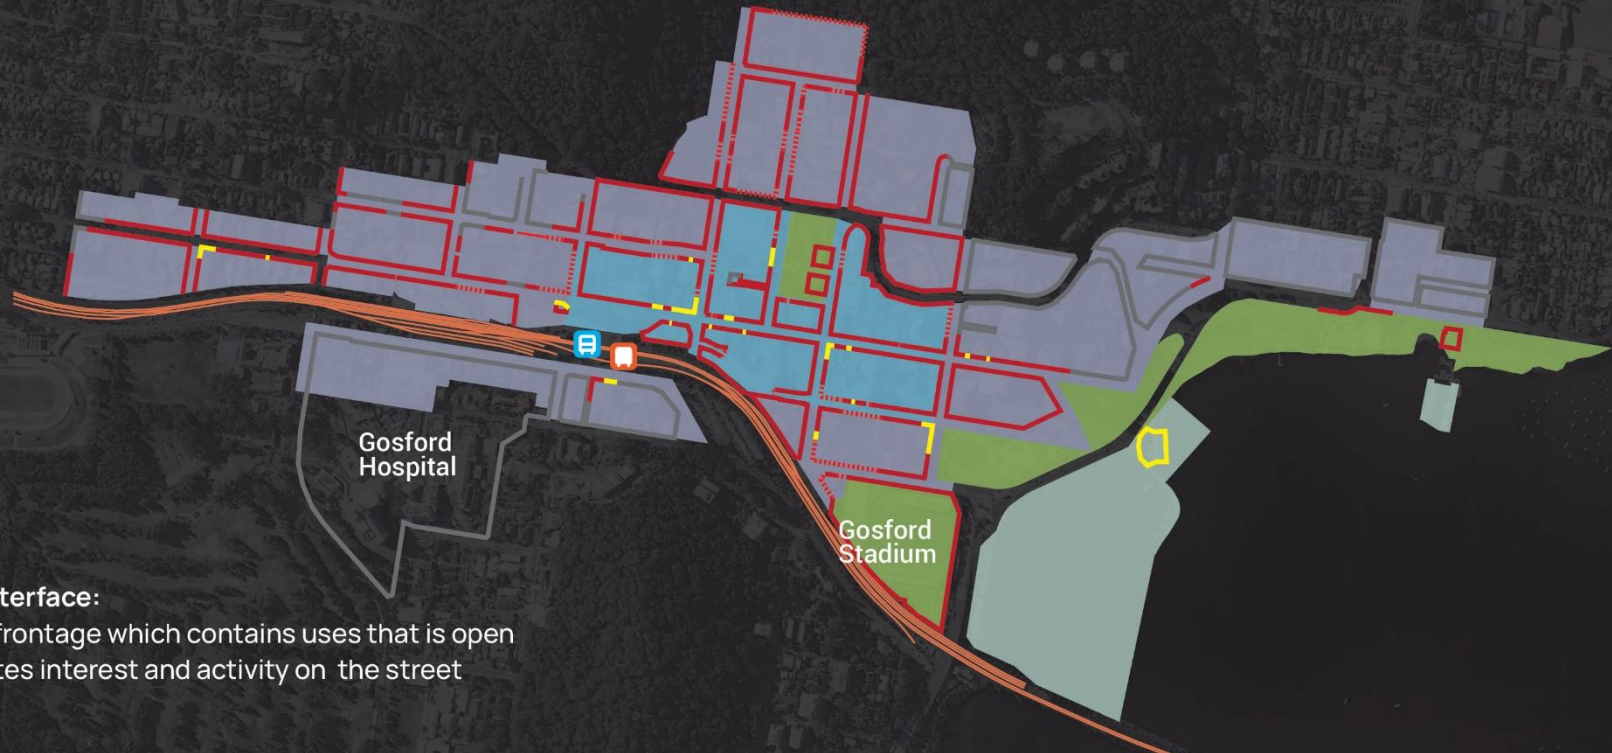 Gosford
Hospital
Gosford
Stadium
terface:
frontage which contains uses that is open
tes interest and activity on the street